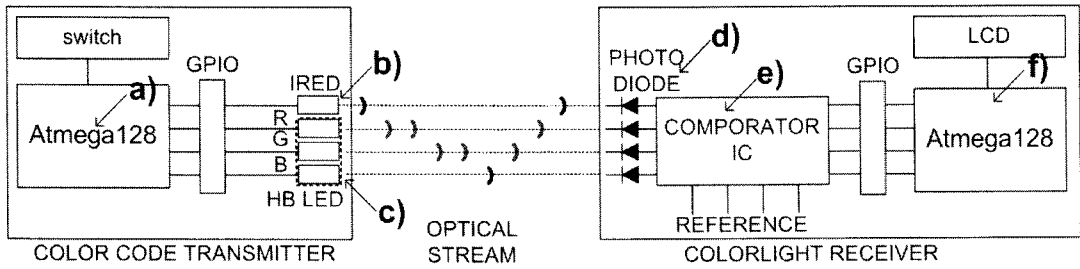 switch
GPIO
a)
Atmega128
IRED
b)
R
G
B
HB LED
c)
COLOR CODE TRANSMITTER
OPTICAL
STREAM
PHOTO
DIODE
d)
e)
COMPORATOR
IC
REFERENCE
GPIO
LCD
f)
Atmega128
COLORLIGHT RECEIVER